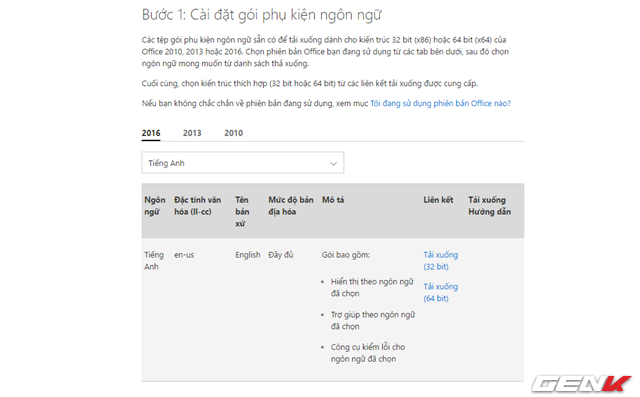 Bước 1: Cài đặt gói phụ kiện ngôn ngữ
Các tệp gói phụ kiện ngôn ngữ sẵn có để tải xuống dành cho kiến trúc 32 bit (x86) hoặc 64 bit (x64) của
Office 2010, 2013 hoặc 2016. Chọn phiên bản Office bạn đang sử dụng từ các tab bên dưới, sau đó chọn
ngôn ngữ mong muốn từ danh sách thả xuống.
Cuối cùng, chọn kiến trúc thích hợp (32 bit hoặc 64 bit) từ các liên kết tải xuống được cung cấp.
Nếu bạn không chắc chắn về phiên bản đang sử dụng, xem mục Tôi đang sử dụng phiên bản Office nào?
2016 2013 2010
Tiếng Anh
Ngôn ngữ
Đặc tính văn hóa (ll-cc)
Tên bản xứ
Mức độ bản địa hóa
Mô tả
Liên kết
Tải xuống Hướng dẫn
Tiếng Anh
en-us
English
Đầy đủ
Gói bao gồm:
• Hiển thị theo ngôn ngữ
đã chọn
• Trợ giúp theo ngôn ngữ
đã chọn
• Công cụ kiểm lỗi cho
ngôn ngữ đã chọn
Tải xuống
(32 bit)
Tải xuống
(64 bit)
GENK